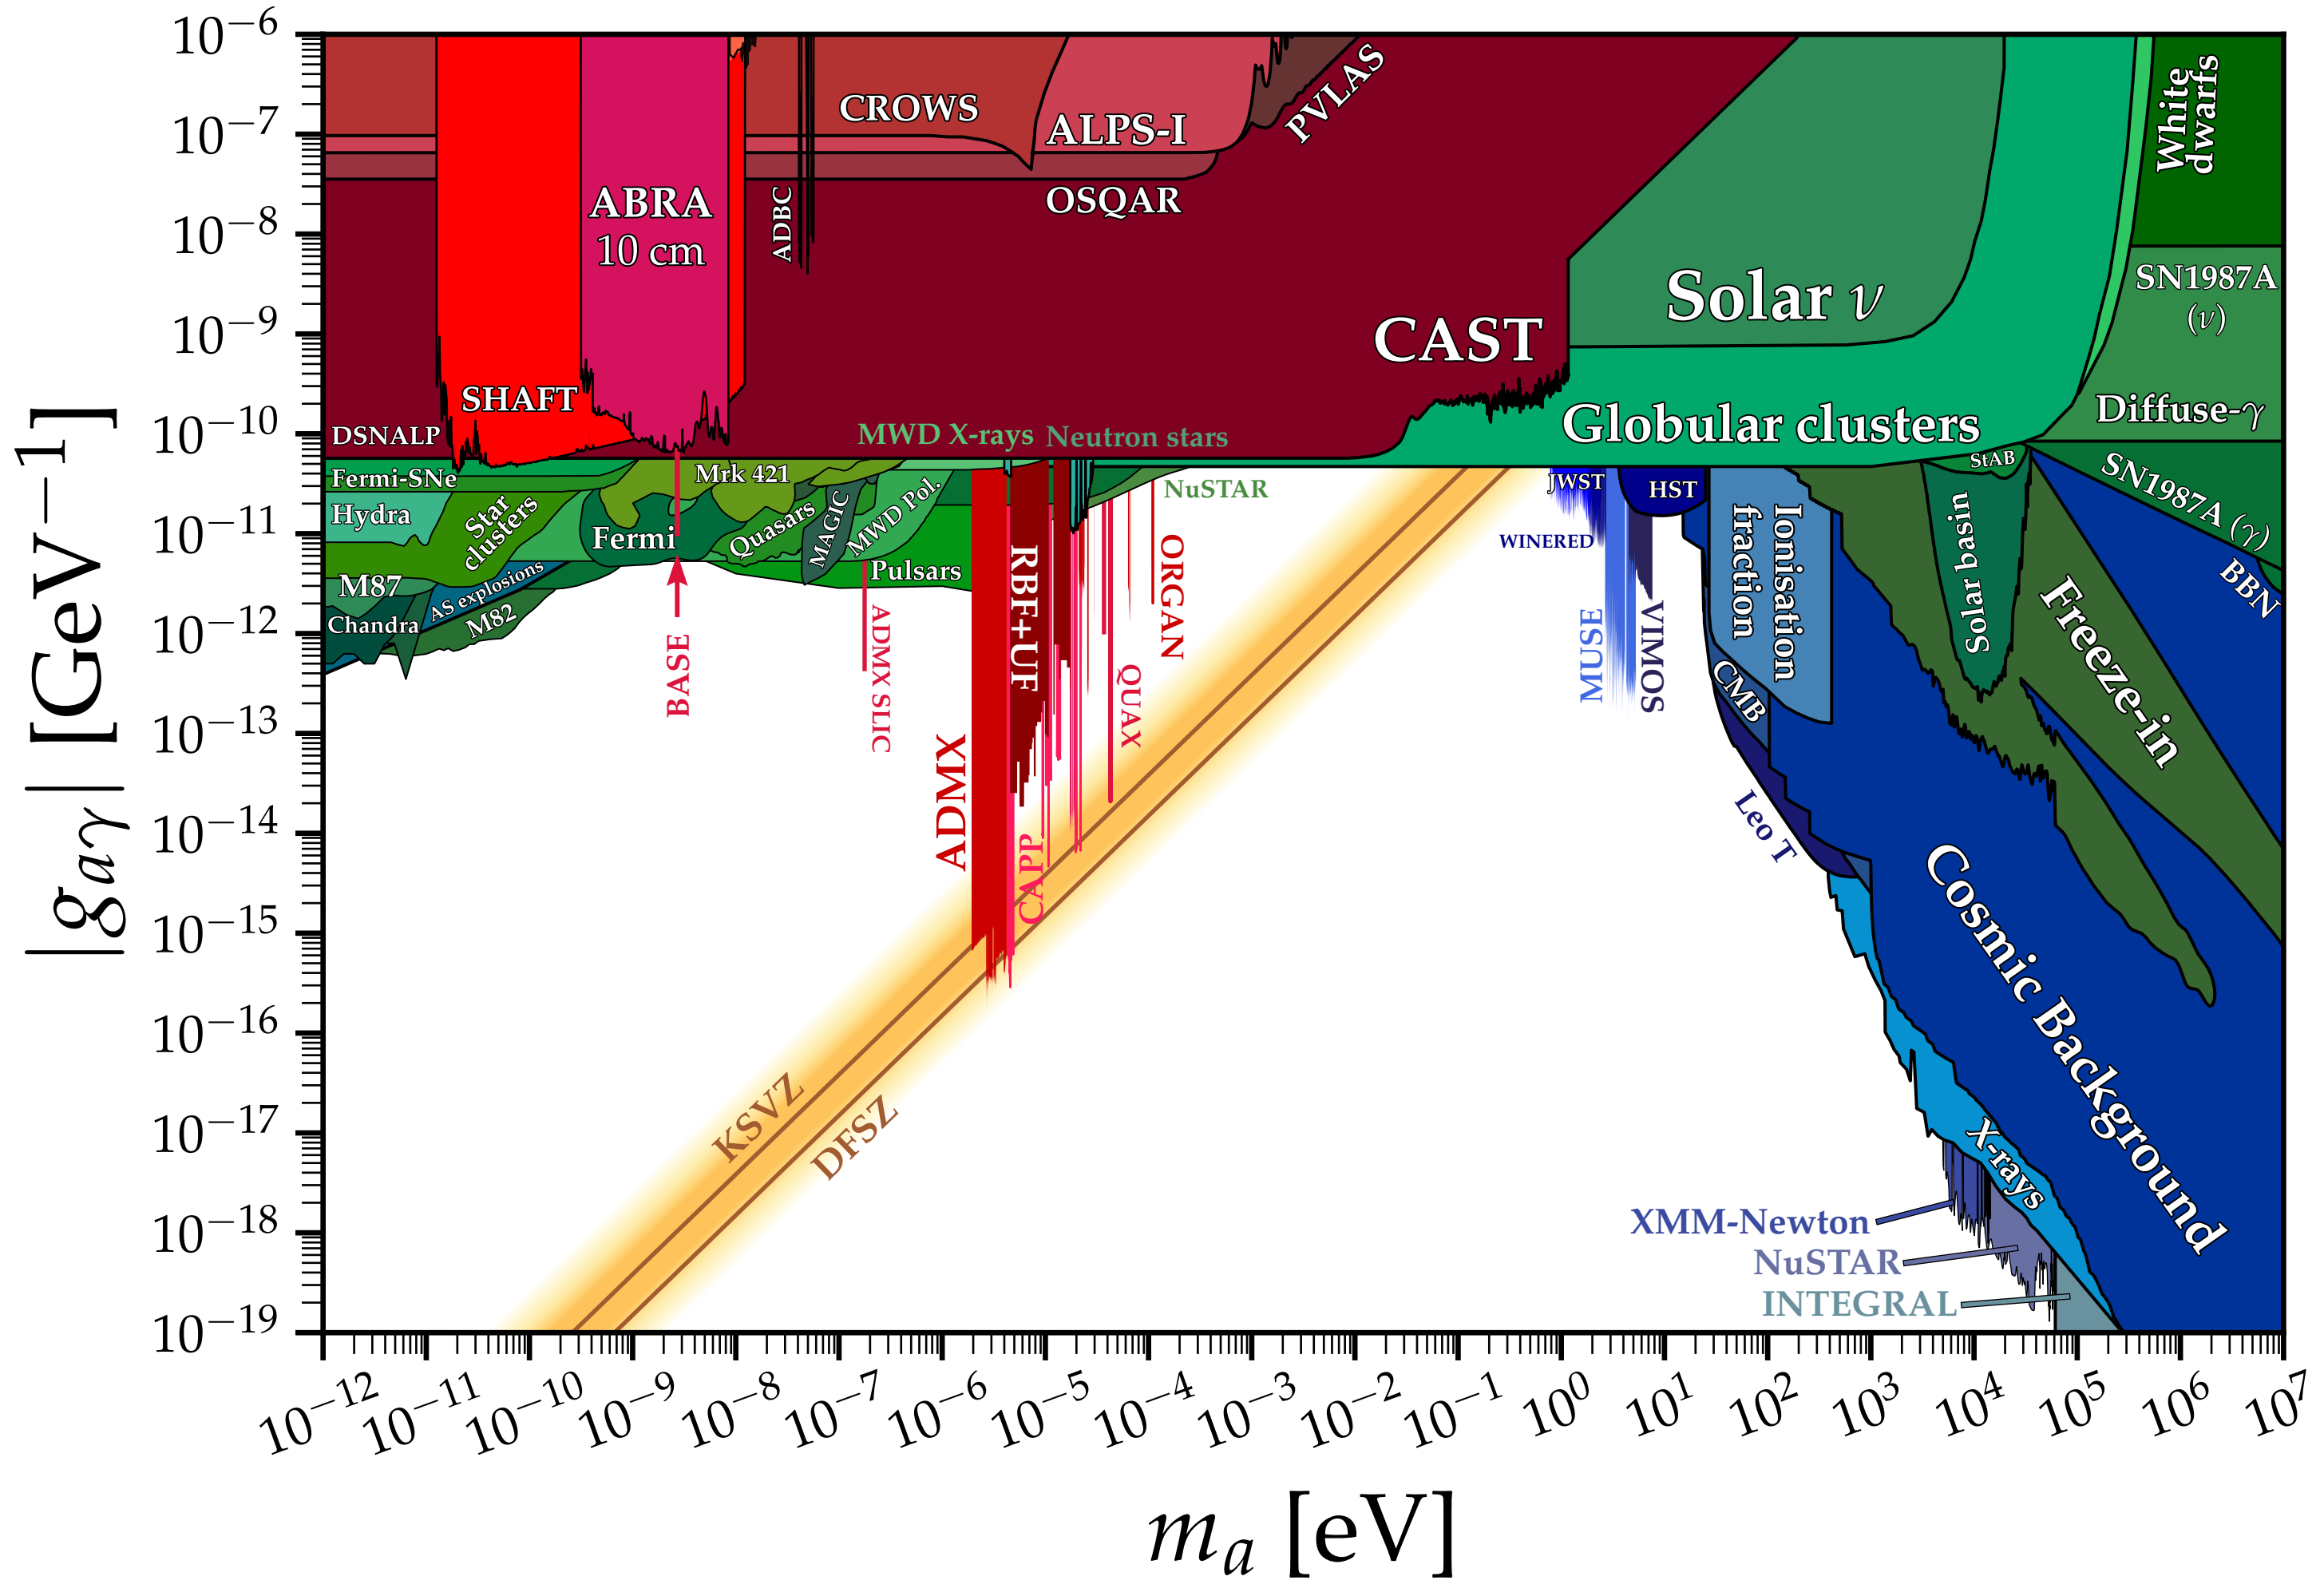 10⁻⁶
10⁻⁷
10⁻⁸
10⁻⁹
10⁻¹⁰
10⁻¹¹
10⁻¹²
10⁻¹³
10⁻¹⁴
10⁻¹⁵
10⁻¹⁶
10⁻¹⁷
10⁻¹⁸
10⁻¹⁹
|g_aγ| [GeV⁻¹]
CROWS
ALPS-I
PVLAS
OSQAR
ABRA
10 cm
ADBC
SHAFT
CAST
Solar ν
Globular clusters
White
dwarfs
SN1987A
(ν)
Diffuse-γ
DSNALP
MWD X-rays
Neutron stars
Fermi-SNe
Hydra
Star
clusters
M87
Chandra
AS explosions
M82
Fermi
Mrk 421
Quasars
MAGIC
MWD Pol.
Pulsars
NuSTAR
BASE
ADMX SLIC
ADMX
RBF+UF
CAPP
QUAX
ORGAN
JWST
HST
WINERED
MUSE
VIMOS
Ionisation
fraction
CMB
Leo T
StAB
Solar basin
SN1987A (γ)
BBN
Freeze-in
Cosmic Background
X-rays
XMM-Newton
NuSTAR
INTEGRAL
KSVZ
DFSZ
10⁻¹²
10⁻¹¹
10⁻¹⁰
10⁻⁹
10⁻⁸
10⁻⁷
10⁻⁶
10⁻⁵
10⁻⁴
10⁻³
10⁻²
10⁻¹
10⁰
10¹
10²
10³
10⁴
10⁵
10⁶
10⁷
m_a [eV]